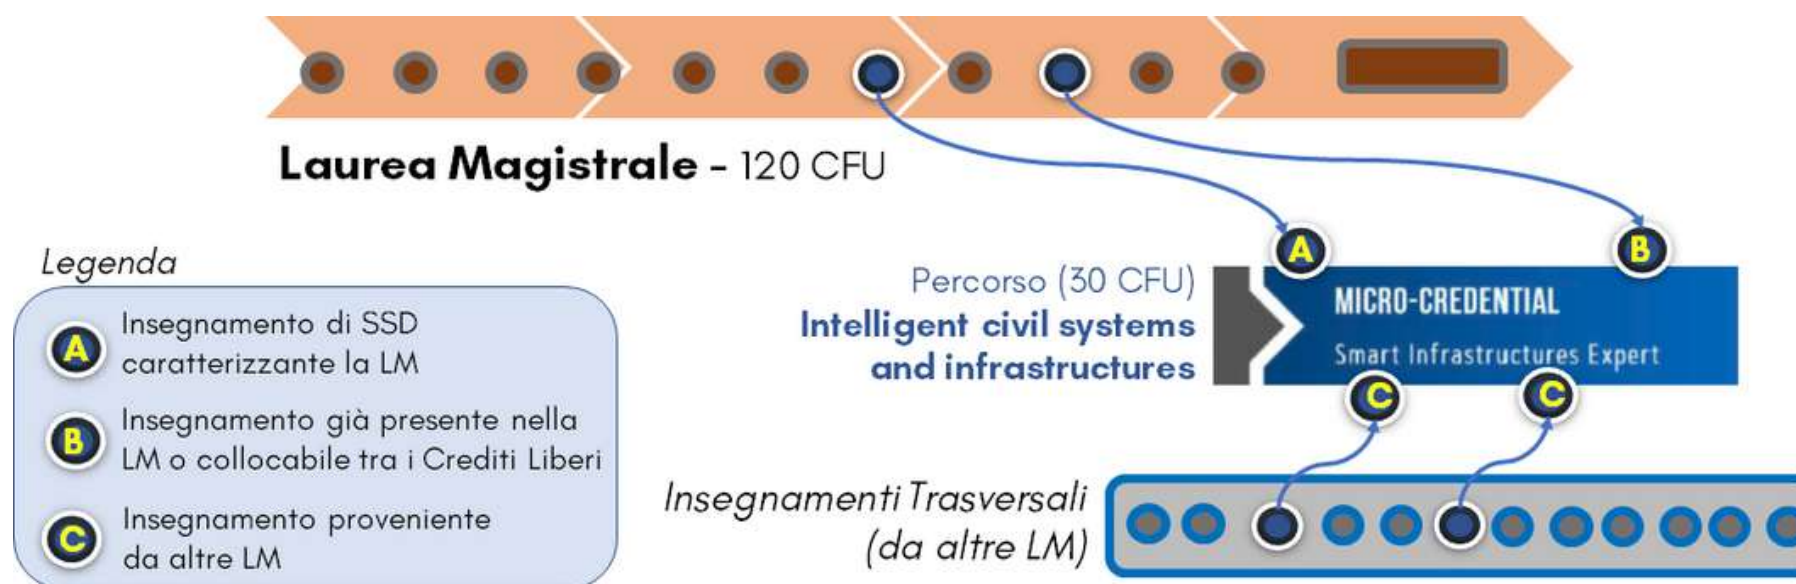 Laurea Magistrale - 120 CFU
Legenda
A
Insegnamento di SSD
caratterizzante la LM
B
Insegnamento già presente nella
LM o collocabile tra i Crediti Liberi
C
Insegnamento proveniente
da altre LM
Percorso (30 CFU)
Intelligent civil systems
and infrastructures
A
B
MICRO-CREDENTIAL
Smart Infrastructures Expert
C
C
Insegnamenti Trasversali
(da altre LM)